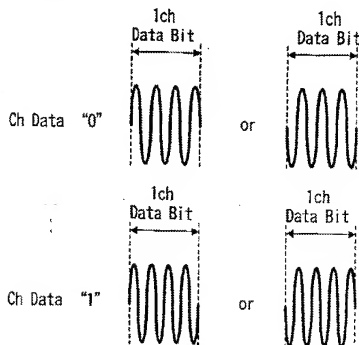 1ch
Data Bit
1ch
Data Bit
Ch Data "0"
or
1ch
Data Bit
1ch
Data Bit
Ch Data "1"
or